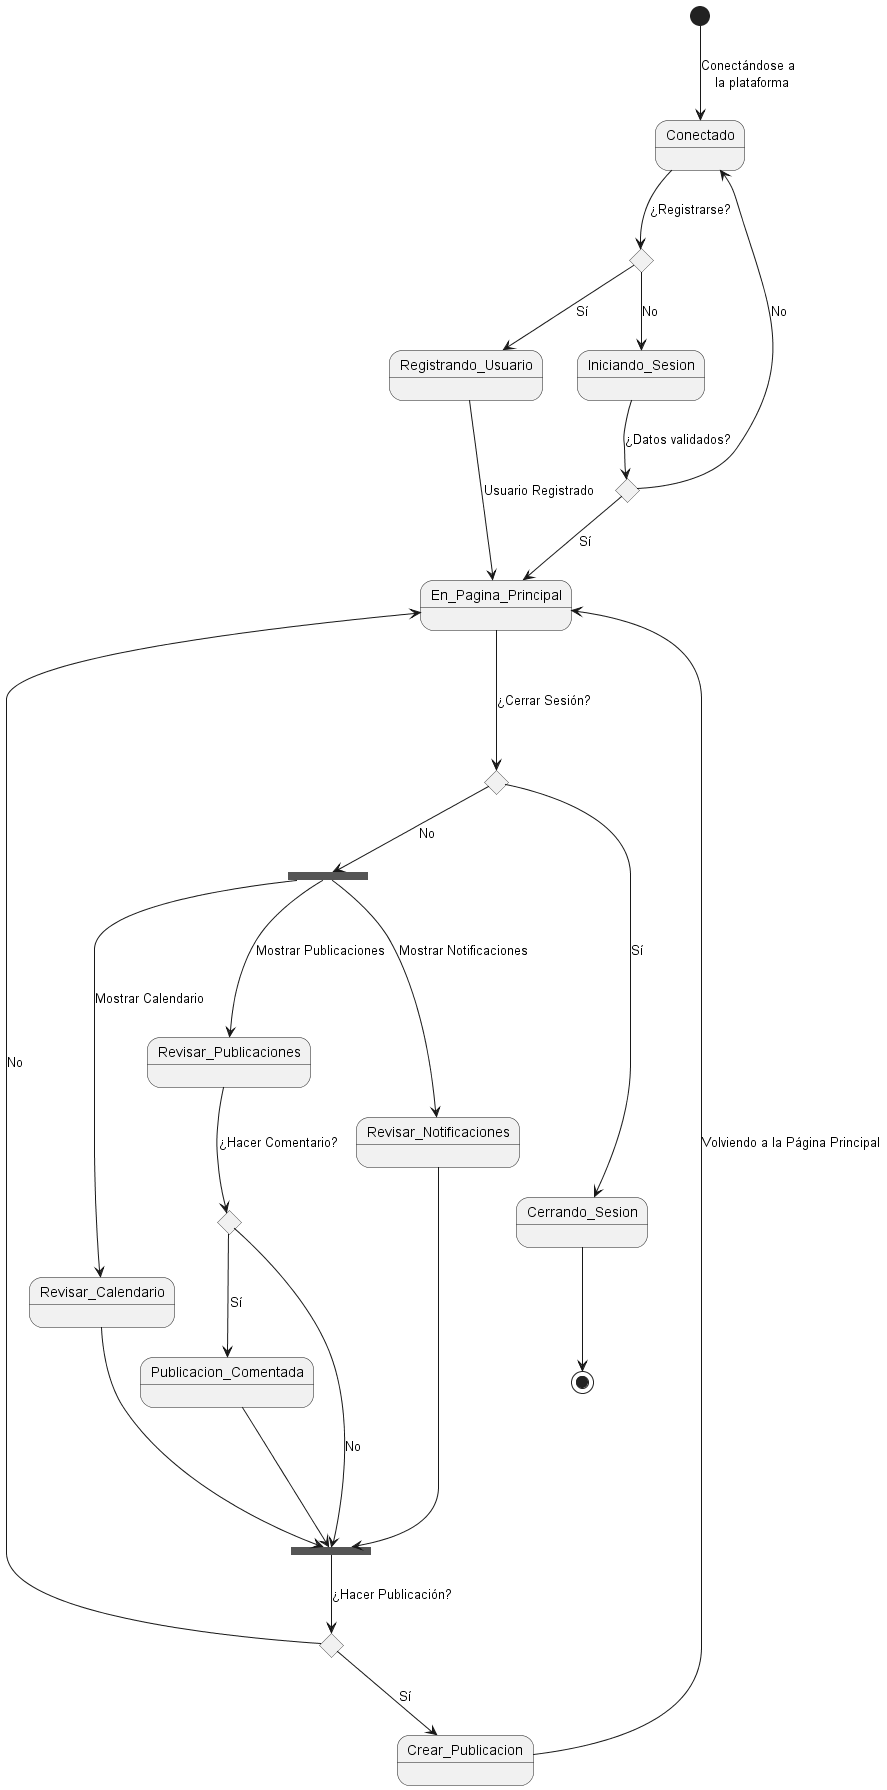 Conectándose a
la plataforma
Conectado
¿Registrarse?
Sí
No
No
Registrando_Usuario
Iniciando_Sesion
¿Datos validados?
Usuario Registrado
Sí
En_Pagina_Principal
¿Cerrar Sesión?
No
Mostrar Publicaciones
Mostrar Notificaciones
Sí
Mostrar Calendario
Revisar_Publicaciones
No
Revisar_Notificaciones
¿Hacer Comentario?
Volviendo a la Página Principal
Cerrando_Sesion
Revisar_Calendario
Sí
Publicacion_Comentada
No
¿Hacer Publicación?
Sí
Crear_Publicacion